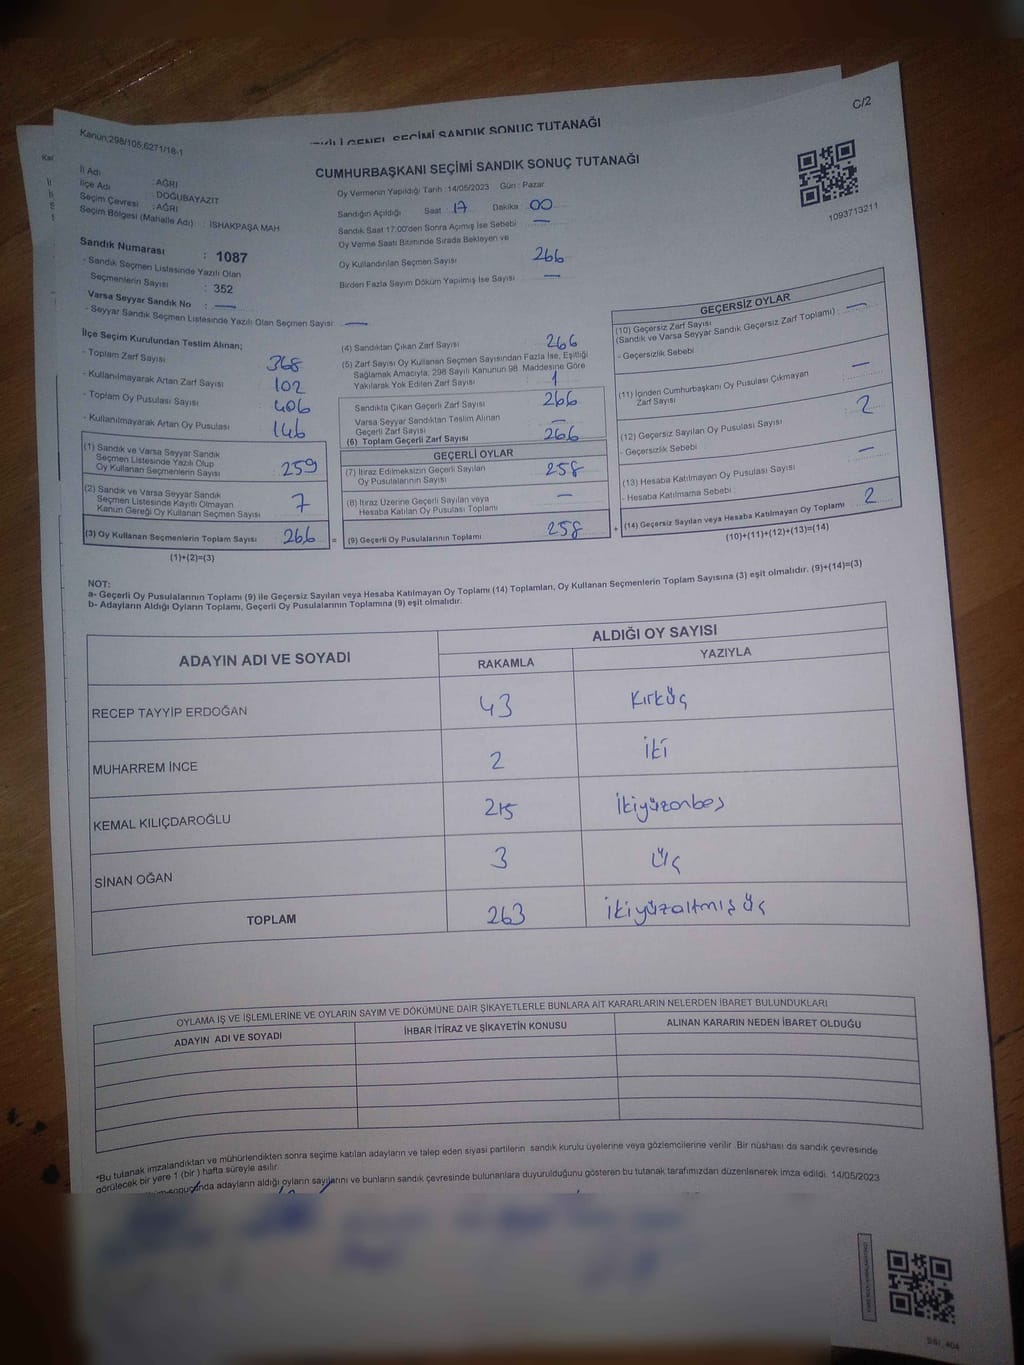 C/2
Kanun:298/105,6271/18-1
GENEL SEÇİMİ SANDIK SONUÇ TUTANAĞI
CUMHURBAŞKANI SEÇİMİ SANDIK SONUÇ TUTANAĞI
1093713211
İl Adı : AĞRI
İlçe Adı : DOĞUBAYAZIT
Seçim Çevresi : AĞRI
Seçim Bölgesi (Mahalle Adı) : İSHAKPAŞA MAH
Oy Vermenin Yapıldığı Tarih : 14/05/2023 Gün : Pazar
Sandığın Açıldığı Saat 17 Dakika 00
Sandık Saat 17.00'den Sonra Açılmış İse Sebebi —
Oy Verme Saati Bitiminde Sırada Bekleyen ve
Oy Kullandırılan Seçmen Sayısı 266
Birden Fazla Sayım Döküm Yapılmış İse Sayısı —
Sandık Numarası : 1087
- Sandık Seçmen Listesinde Yazılı Olan
Seçmenlerin Sayısı : 352
Varsa Seyyar Sandık No : —
- Seyyar Sandık Seçmen Listesinde Yazılı Olan Seçmen Sayısı : —
İlçe Seçim Kurulundan Teslim Alınan;
- Toplam Zarf Sayısı : 368
- Kullanılmayarak Artan Zarf Sayısı : 102
- Toplam Oy Pusulası Sayısı : 406
- Kullanılmayarak Artan Oy Pusulası : 146
(1) Sandık ve Varsa Seyyar Sandık
Seçmen Listesinde Yazılı Olup
Oy Kullanan Seçmenlerin Sayısı : 259
(2) Sandık ve Varsa Seyyar Sandık
Seçmen Listesinde Kayıtlı Olmayan
Kanun Gereği Oy Kullanan Seçmen Sayısı : 7
(3) Oy Kullanan Seçmenlerin Toplam Sayısı : 266
(1)+(2)=(3)
(4) Sandıktan Çıkan Zarf Sayısı : 266
(5) Zarf Sayısı Oy Kullanan Seçmen Sayısından Fazla İse, Eşitliği
Sağlamak Amacıyla; 298 Sayılı Kanunun 98. Maddesine Göre
Yakılarak Yok Edilen Zarf Sayısı : 1
Sandıkta Çıkan Geçerli Zarf Sayısı : 266
Varsa Seyyar Sandıktan Teslim Alınan
Geçerli Zarf Sayısı : —
(6) Toplam Geçerli Zarf Sayısı : 266
GEÇERLİ OYLAR
(7) İtiraz Edilmeksizin Geçerli Sayılan
Oy Pusulalarının Sayısı : 258
(8) İtiraz Üzerine Geçerli Sayılan veya
Hesaba Katılan Oy Pusulası Toplamı : —
= (9) Geçerli Oy Pusulalarının Toplamı : 258
GEÇERSİZ OYLAR
(10) Geçersiz Zarf Sayısı
(Sandık ve Varsa Seyyar Sandık Geçersiz Zarf Toplamı) : —
- Geçersizlik Sebebi :
(11) İçinden Cumhurbaşkanı Oy Pusulası Çıkmayan
Zarf Sayısı : —
(12) Geçersiz Sayılan Oy Pusulası Sayısı : 2
- Geçersizlik Sebebi :
(13) Hesaba Katılmayan Oy Pusulası Sayısı : —
- Hesaba Katılmama Sebebi :
+ (14) Geçersiz Sayılan veya Hesaba Katılmayan Oy Toplamı : 2
(10)+(11)+(12)+(13)=(14)
NOT:
a- Geçerli Oy Pusulalarının Toplamı (9) ile Geçersiz Sayılan veya Hesaba Katılmayan Oy Toplamı (14) Toplamları, Oy Kullanan Seçmenlerin Toplam Sayısına (3) eşit olmalıdır. (9)+(14)=(3)
b- Adayların Aldığı Oyların Toplamı, Geçerli Oy Pusulalarının Toplamına (9) eşit olmalıdır.
ADAYIN ADI VE SOYADI ALDIĞI OY SAYISI
RAKAMLA YAZIYLA
RECEP TAYYİP ERDOĞAN 43 Kırküç
MUHARREM İNCE 2 İki
KEMAL KILIÇDAROĞLU 215 İkiyüzonbeş
SİNAN OĞAN 3 Üç
TOPLAM 263 İkiyüzaltmış üç
OYLAMA İŞ VE İŞLEMLERİNE VE OYLARIN SAYIM VE DÖKÜMÜNE DAİR ŞİKAYETLERLE BUNLARA AİT KARARLARIN NELERDEN İBARET BULUNDUKLARI
ADAYIN ADI VE SOYADI İHBAR İTİRAZ VE ŞİKAYETİN KONUSU ALINAN KARARIN NEDEN İBARET OLDUĞU
*Bu tutanak imzalandıktan ve mühürlendikten sonra seçime katılan adayların ve talep eden siyasi partilerin sandık kurulu üyelerine veya gözlemcilerine verilir. Bir nüshası da sandık çevresinde
görülecek bir yere 1 (bir) hafta süreyle asılır.
adayların aldığı oyların sayılarını ve bunların sandık çevresinde bulunanlara duyurulduğunu gösteren bu tutanak tarafımızdan düzenlenerek imza edildi. 14/05/2023